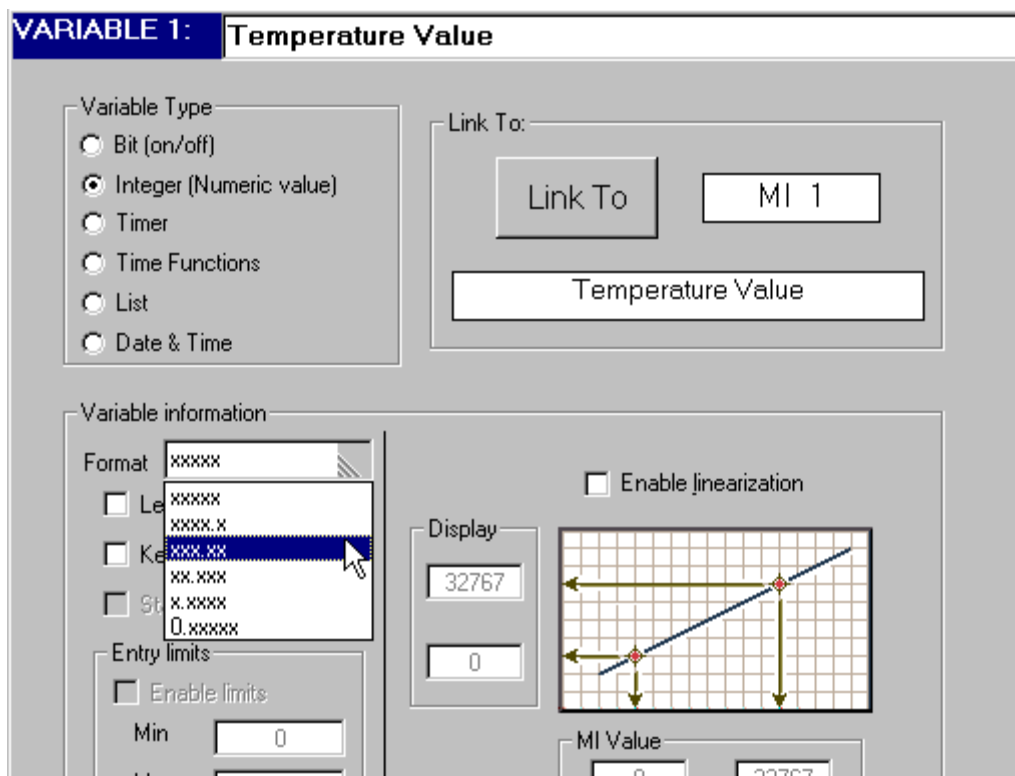 VARIABLE 1: Temperature Value
Variable Type
Bit (on/off)
Integer (Numeric value)
Timer
Time Functions
List
Date & Time
Link To:
Link To
MI 1
Temperature Value
Variable information
Format xxxxx
xxxxx
xxxx.x
xxx.xx
xx.xxx
x.xxxx
0.xxxxx
Entry limits
Enable limits
Min 0
Enable linearization
Display
32767
0
MI Value